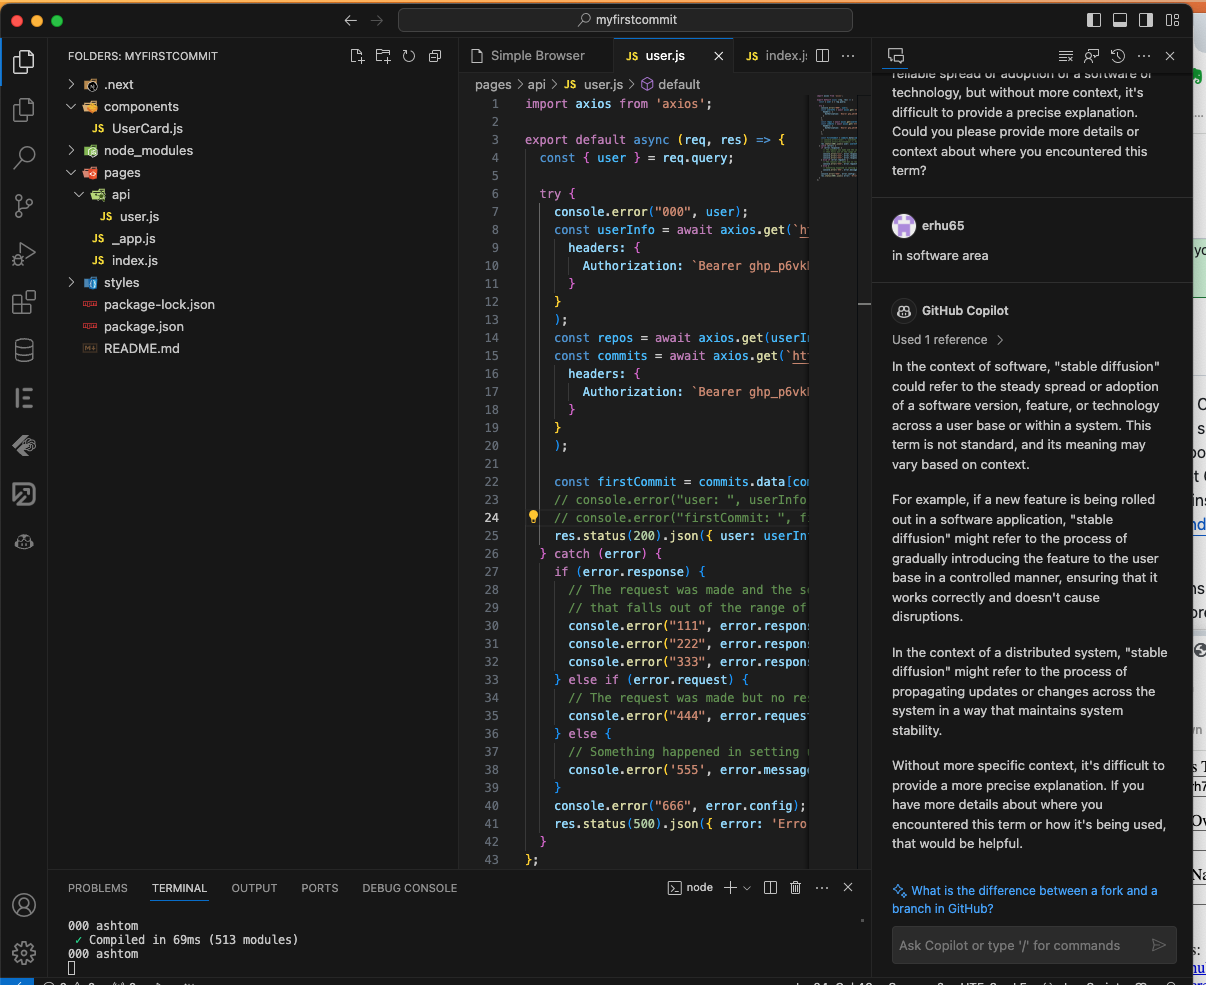 myfirstcommit
FOLDERS: MYFIRSTCOMMIT
.next
components
JS UserCard.js
node_modules
pages
api
JS user.js
JS _app.js
JS index.js
styles
package-lock.json
package.json
README.md
Simple Browser
JS user.js
JS index.js
pages > api > JS user.js > default
1 import axios from 'axios';
2
3 export default async (req, res) => {
4 const { user } = req.query;
5
6 try {
7 console.error("000", user);
8 const userInfo = await axios.get(`ht
9 headers: {
10 Authorization: `Bearer ghp_p6vk
11 }
12 }
13 );
14 const repos = await axios.get(userIn
15 const commits = await axios.get(`ht
16 headers: {
17 Authorization: `Bearer ghp_p6vk
18 }
19 }
20 );
21
22 const firstCommit = commits.data[com
23 // console.error("user: ", userInfo
24 // console.error("firstCommit: ", f
25 res.status(200).json({ user: userIn
26 } catch (error) {
27 if (error.response) {
28 // The request was made and the se
29 // that falls out of the range of
30 console.error("111", error.respon
31 console.error("222", error.respon
32 console.error("333", error.respon
33 } else if (error.request) {
34 // The request was made but no res
35 console.error("444", error.request
36 } else {
37 // Something happened in setting
38 console.error('555', error.message
39 }
40 console.error("666", error.config);
41 res.status(500).json({ error: 'Erro
42 }
43 };
reliable spread or adoption of a software or
technology, but without more context, it's
difficult to provide a precise explanation.
Could you please provide more details or
context about where you encountered this
term?
erhu65
in software area
GitHub Copilot
Used 1 reference
In the context of software, "stable diffusion"
could refer to the steady spread or adoption
of a software version, feature, or technology
across a user base or within a system. This
term is not standard, and its meaning may
vary based on context.
For example, if a new feature is being rolled
out in a software application, "stable
diffusion" might refer to the process of
gradually introducing the feature to the user
base in a controlled manner, ensuring that it
works correctly and doesn't cause
disruptions.
In the context of a distributed system, "stable
diffusion" might refer to the process of
propagating updates or changes across the
system in a way that maintains system
stability.
Without more specific context, it's difficult to
provide a more precise explanation. If you
have more details about where you
encountered this term or how it's being used,
that would be helpful.
What is the difference between a fork and a
branch in GitHub?
Ask Copilot or type '/' for commands
PROBLEMS TERMINAL OUTPUT PORTS DEBUG CONSOLE
node
000 ashtom
✓ Compiled in 69ms (513 modules)
000 ashtom